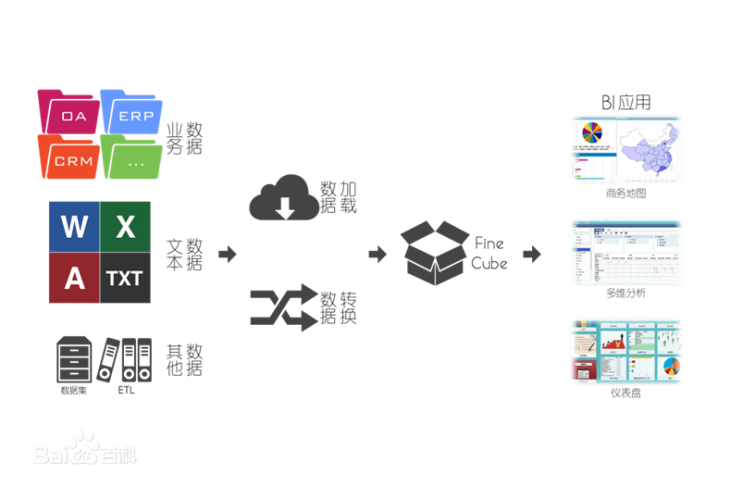 OA
ERP
CRM
...
业务数据
W
X
A
TXT
文本数据
数据集
ETL
其他数据
数据加载
数据转换
Fine
Cube
BI应用
商务地图
多维分析
仪表盘
Baidu百科